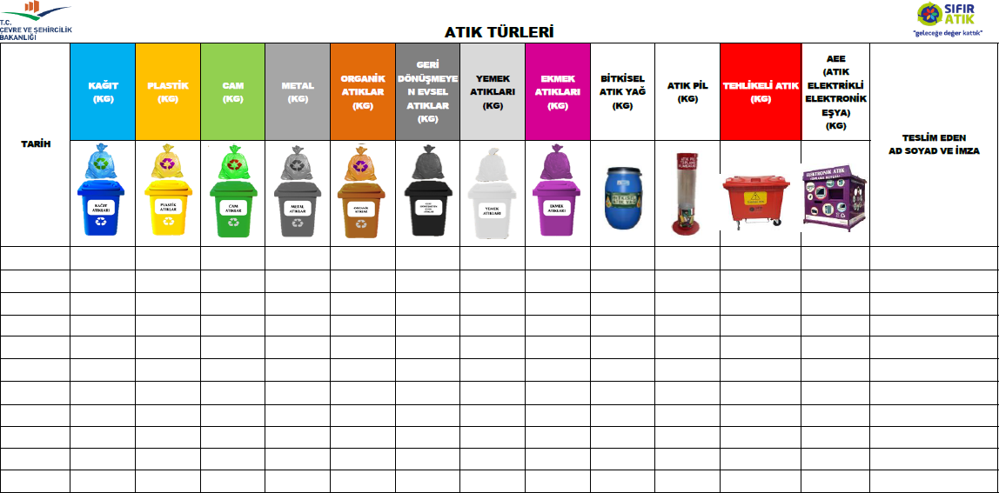 T.C.
ÇEVRE VE ŞEHİRCİLİK
BAKANLIĞI
SIFIR
ATIK
"geleceğe değer kattık"
ATIK TÜRLERİ
TARİH
KAĞIT
(KG)
PLASTİK
(KG)
CAM
(KG)
METAL
(KG)
ORGANİK
ATIKLAR
(KG)
GERİ
DÖNÜŞMEYE
N EVSEL
ATIKLAR
(KG)
YEMEK
ATIKLARI
(KG)
EKMEK
ATIKLARI
(KG)
BİTKİSEL
ATIK YAĞ
(KG)
ATIK PİL
(KG)
TEHLİKELİ ATIK
(KG)
AEE
(ATIK
ELEKTRİKLİ
ELEKTRONİK
EŞYA)
(KG)
TESLİM EDEN
AD SOYAD VE İMZA
KAĞIT
ATIKLARI
PLASTİK
ATIKLAR
CAM
ATIKLAR
METAL
ATIKLAR
ORGANİK
ATIKLAR
YEMEK
ATIKLARI
EKMEK
ATIKLARI
ATIK PİL
ELEKTRONİK ATIK